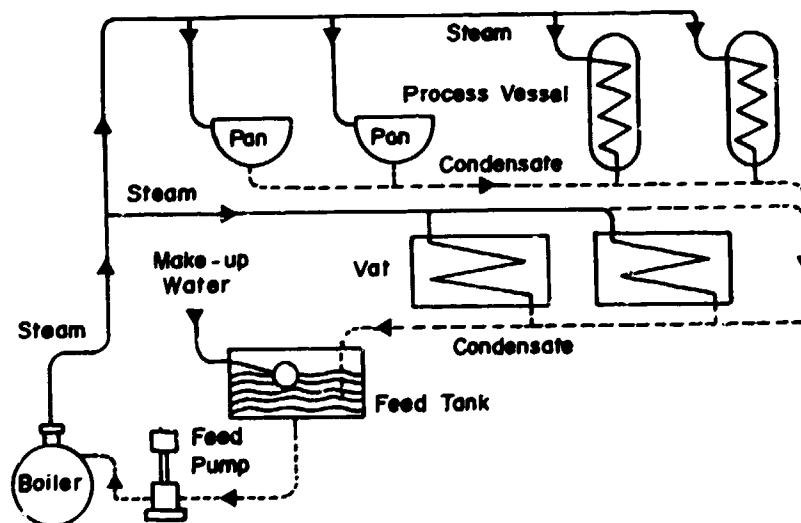 Steam
Process Vessel
Pan
Pan
Condensate
Steam
Make-up
Water
Vat
Steam
Condensate
Feed Tank
Feed
Pump
Boiler